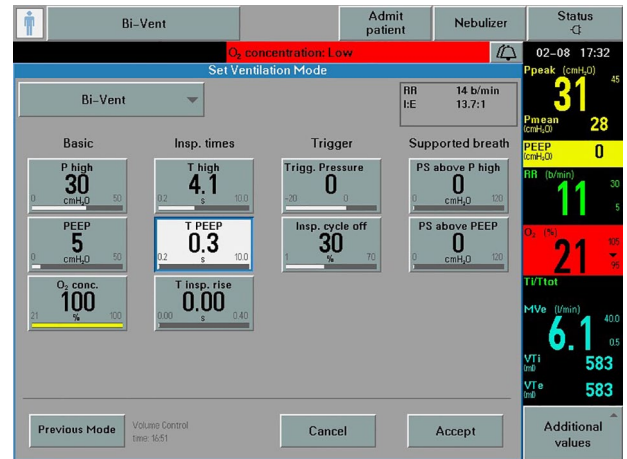 Bi-Vent
Admit patient
Nebulizer
Status
O₂ concentration: Low
02-08 17:32
Set Ventilation Mode
Bi-Vent
RR 14 b/min
I:E 13.7:1
Basic
Insp. times
Trigger
Supported breath
P high
30
0 cmH₂O 50
T high
4.1
0.2 s 10.0
Trigg. Pressure
0
-20 0
PS above P high
0
0 cmH₂O 120
PEEP
5
0 cmH₂O 50
T PEEP
0.3
0.2 s 10.0
Insp. cycle off
30
1 % 70
PS above PEEP
0
0 cmH₂O 120
O₂ conc.
100
21 % 100
T insp. rise
0.00
0.00 s 0.40
Previous Mode
Volume Control
time: 16:51
Cancel
Accept
Ppeak (cmH₂O)
31
45
Pmean
(cmH₂O)
28
PEEP
(cmH₂O)
0
RR (b/min)
11
30
5
O₂ (%)
21
105
95
Ti/Ttot
MVe (l/min)
6.1
40.0
0.5
VTi
(ml)
583
VTe
(ml)
583
Additional values